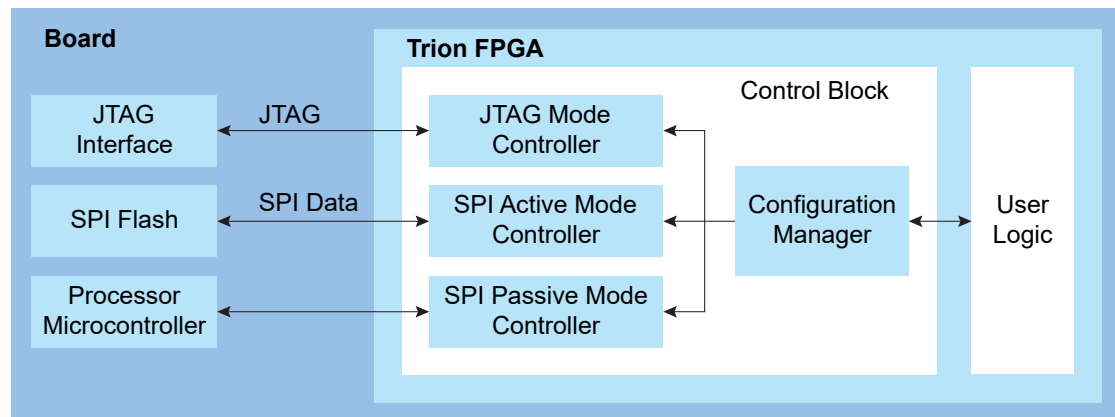 Board
Trion FPGA
Control Block
JTAG
Interface
JTAG
JTAG Mode
Controller
SPI Flash
SPI Data
SPI Active Mode
Controller
Configuration
Manager
User
Logic
Processor
Microcontroller
SPI Passive Mode
Controller